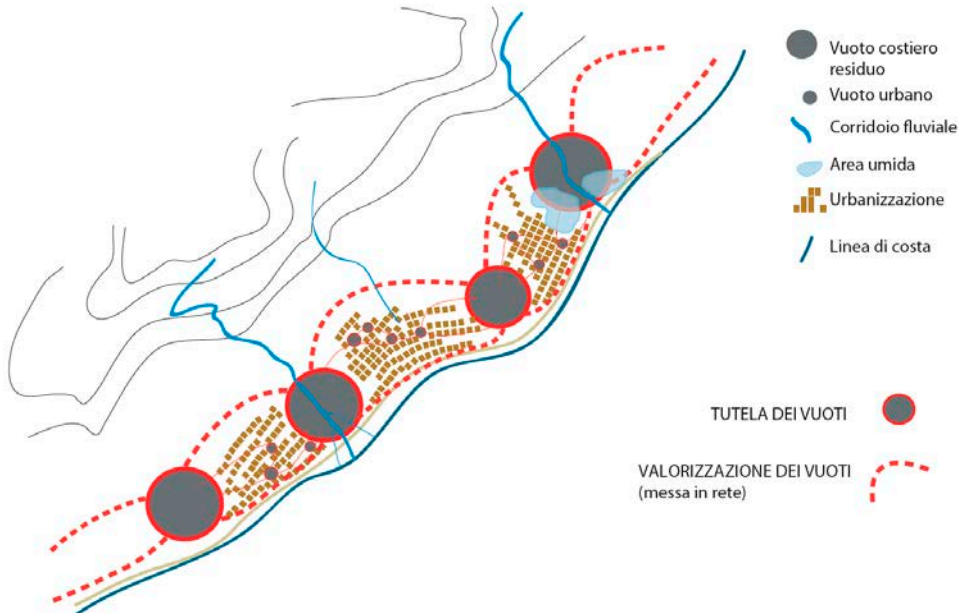 Vuoto costiero
residuo
Vuoto urbano
Corridoio fluviale
Area umida
Urbanizzazione
Linea di costa
TUTELA DEI VUOTI
VALORIZZAZIONE DEI VUOTI
(messa in rete)